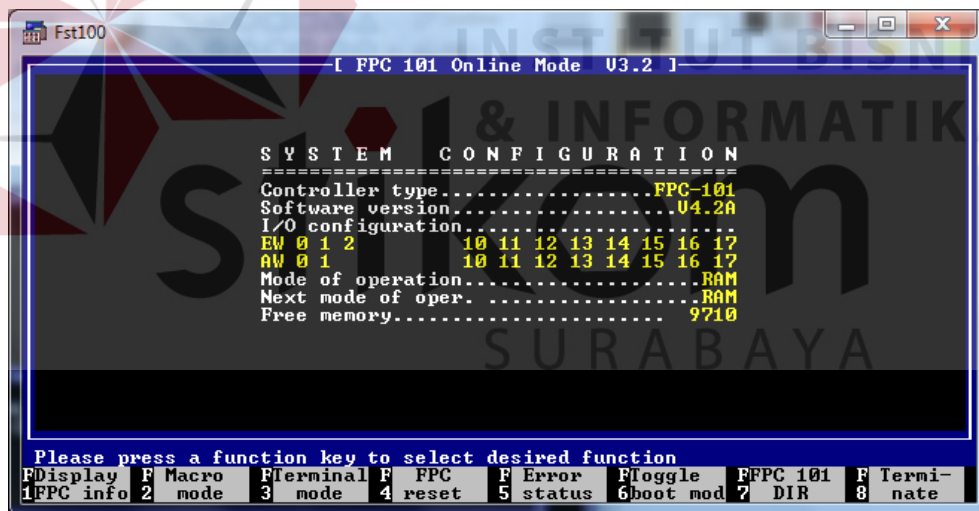 Fst100
INSTITUT BISNI
[ FPC 101 Online Mode V3.2 ]
& INFORMATIK
stikom
SURABAYA
S Y S T E M   C O N F I G U R A T I O N
========================================
Controller type..................FPC-101
Software version...................V4.2A
I/O configuration.......................
EW 0 1 2         10 11 12 13 14 15 16 17
AW 0 1           10 11 12 13 14 15 16 17
Mode of operation....................RAM
Next mode of oper. ..................RAM
Free memory....................... 9710
Please press a function key to select desired function
F1 Display FPC info F2 Macro mode F3 Terminal mode F4 FPC reset F5 Error status F6 Toggle boot mod F7 FPC 101 DIR F8 Termi-nate